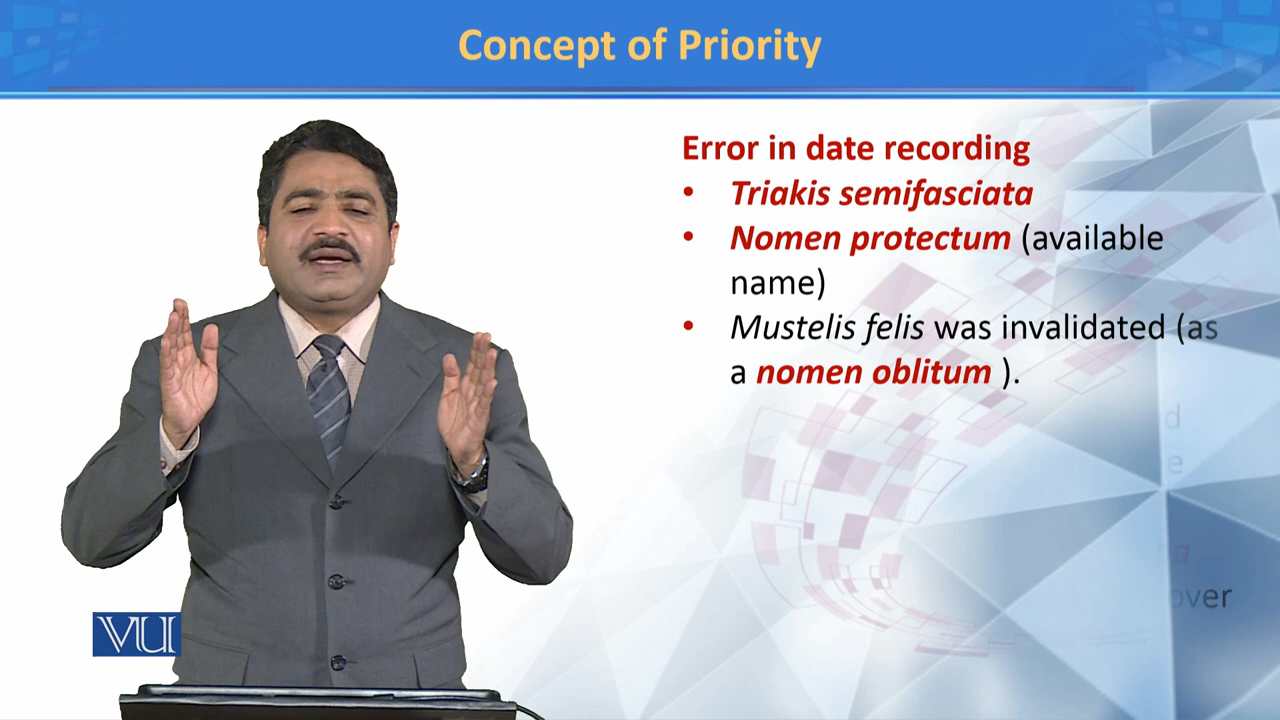 Concept of Priority
Error in date recording
• Triakis semifasciata
• Nomen protectum (available
name)
• Mustelis felis was invalidated (as
a nomen oblitum ).
over
VU